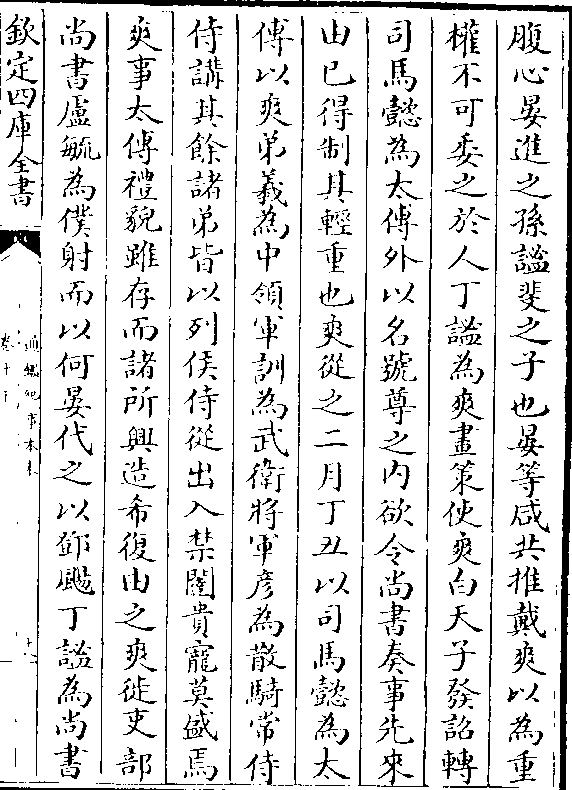 腹心晏進之孫謐斐之子也晏等咸共推戴爽以為重
權不可委之於人丁謐為爽畫策使爽白天子發詔轉
司馬懿為太傅外以名號尊之内欲令尚書奏事先來
由已得制其輕重也爽從之二月丁丑以司馬懿為太
傅以爽弟羲為中領軍訓為武衛將軍彦為散騎常侍
侍講其餘諸弟皆以列侯侍從出入禁闥貴寵莫盛焉
爽事太傅禮貌雖存而諸所興造希復由之爽徙吏部
尚書盧毓為僕射而以何晏代之以鄧颺丁謐為尚書
欽定四庫全書
通鑑紀事本末